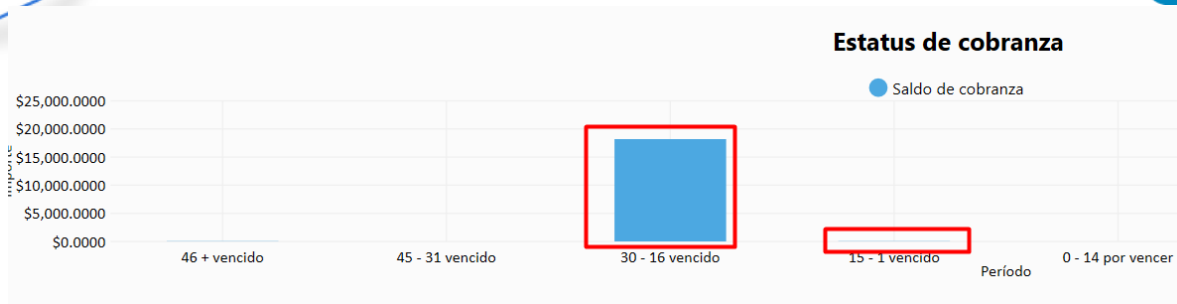 Estatus de cobranza
Saldo de cobranza
$25,000.0000
$20,000.0000
$15,000.0000
$10,000.0000
$5,000.0000
$0.0000
Importe
46 + vencido
45 - 31 vencido
30 - 16 vencido
15 - 1 vencido
0 - 14 por vencer
Período